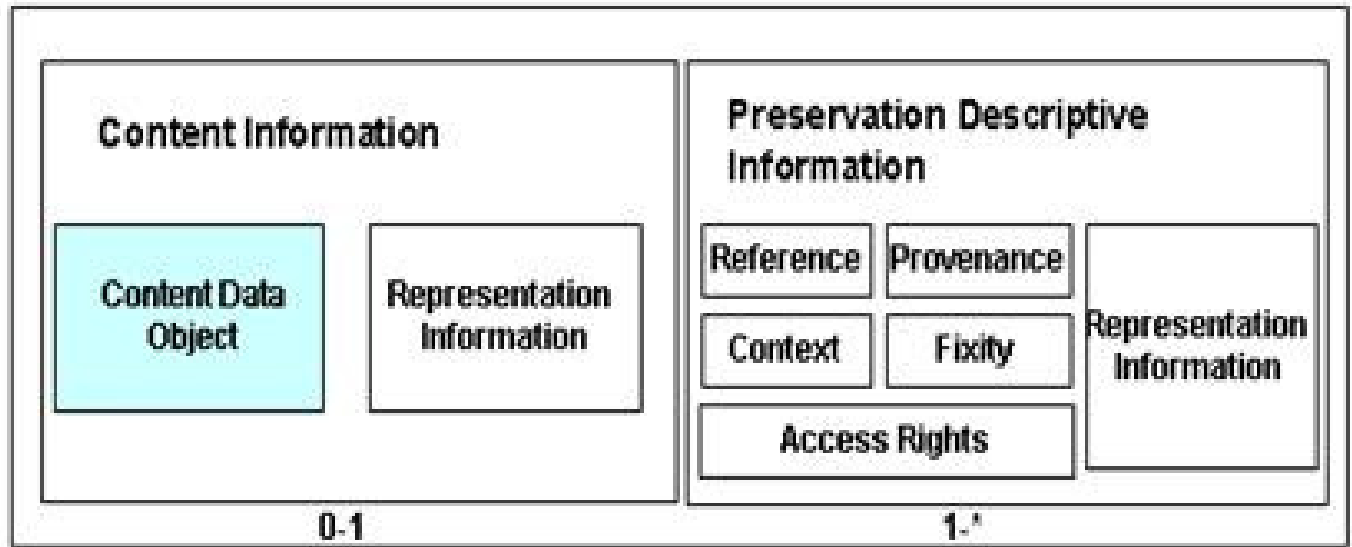 Content Information
Preservation Descriptive
Information
Content Data
Object
Representation
Information
Reference
Provenance
Context
Fixity
Access Rights
Representation
Information
0-1
1-*